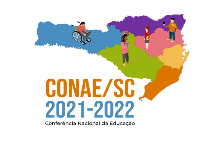 CONAE/SC
2021-2022
Conferência Nacional da Educação